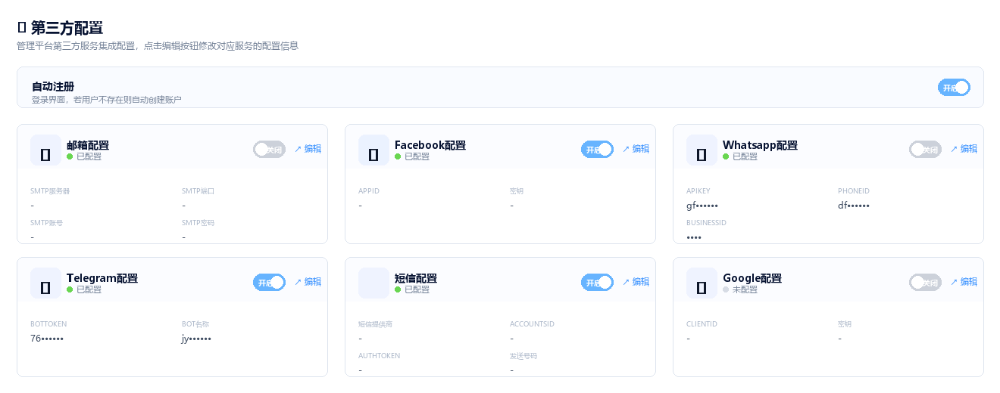 第三方配置
管理平台第三方服务集成配置，点击编辑按钮修改对应服务的配置信息
自动注册
登录界面，若用户不存在则自动创建账户
开启
邮箱配置
已配置
关闭
↗ 编辑
SMTP服务器
-
SMTP端口
-
SMTP账号
-
SMTP密码
-
Facebook配置
已配置
开启
↗ 编辑
APPID
-
密钥
-
Whatsapp配置
已配置
关闭
↗ 编辑
APIKEY
gf••••••
PHONEID
df••••••
BUSINESSID
••••
Telegram配置
已配置
开启
↗ 编辑
BOTTOKEN
76••••••
BOT名称
jy••••••
短信配置
已配置
开启
↗ 编辑
短信提供商
-
ACCOUNTSID
-
AUTHTOKEN
-
发送号码
-
Google配置
未配置
关闭
↗ 编辑
CLIENTID
-
密钥
-